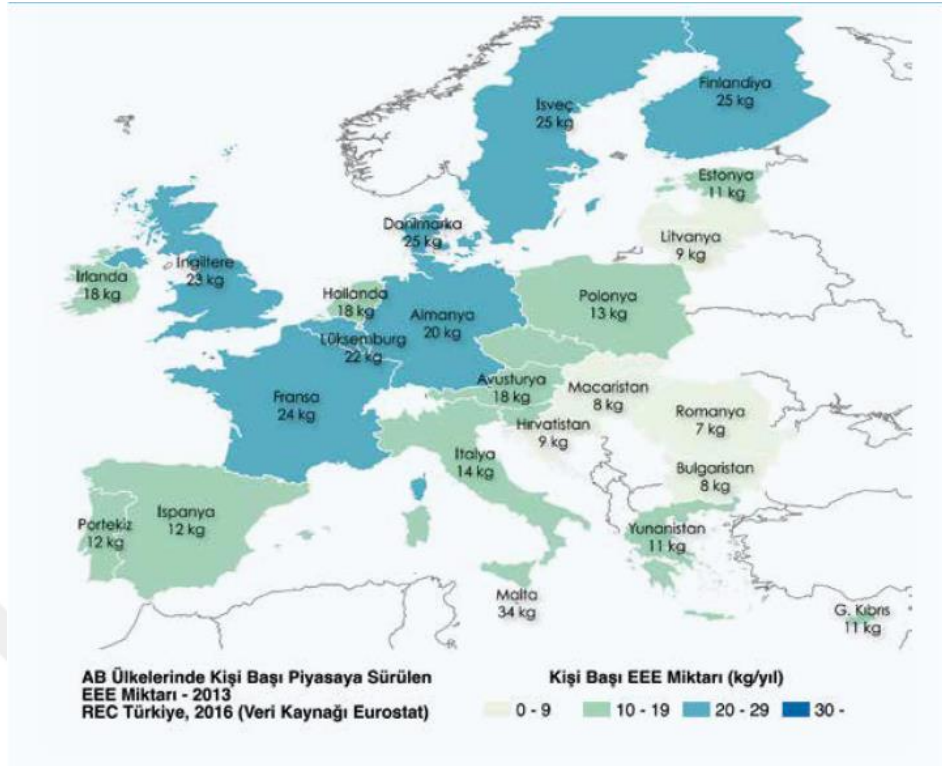 Finlandiya
25 kg
İsveç
25 kg
Estonya
11 kg
Danimarka
25 kg
Litvanya
9 kg
İngiltere
23 kg
İrlanda
18 kg
Hollanda
18 kg
Polonya
13 kg
Almanya
20 kg
Lüksemburg
22 kg
Avusturya
18 kg
Macaristan
8 kg
Fransa
24 kg
Romanya
7 kg
Hırvatistan
9 kg
İtalya
14 kg
Bulgaristan
8 kg
İspanya
12 kg
Portekiz
12 kg
Yunanistan
11 kg
Malta
34 kg
G. Kıbrıs
11 kg
AB Ülkelerinde Kişi Başı Piyasaya Sürülen
EEE Miktarı - 2013
REC Türkiye, 2016 (Veri Kaynağı Eurostat)
Kişi Başı EEE Miktarı (kg/yıl)
0 - 9 10 - 19 20 - 29 30 -